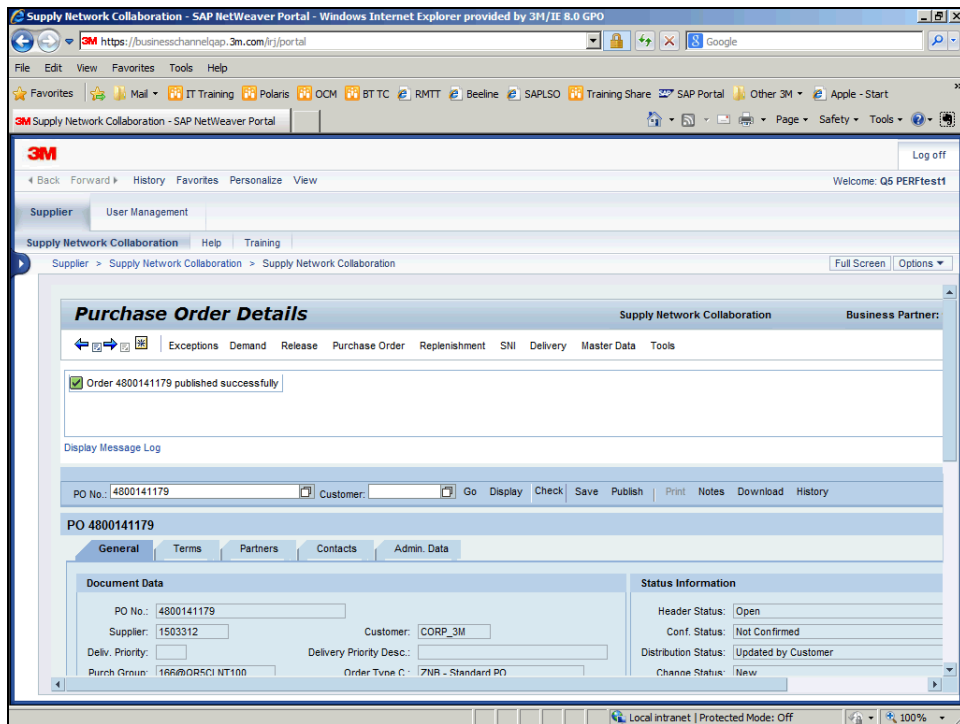 Supply Network Collaboration - SAP NetWeaver Portal - Windows Internet Explorer provided by 3M/IE 8.0 GPO
3M https://businesschannelqap.3m.com/irj/portal
Google
File Edit View Favorites Tools Help
Favorites Mail IT Training Polaris OCM BT TC RMTT Beeline SAPLSO Training Share SAP Portal Other 3M Apple - Start »
3M Supply Network Collaboration - SAP NetWeaver Portal Page Safety Tools
3M Log off
Back Forward History Favorites Personalize View Welcome: Q5 PERFtest1
Supplier User Management
Supply Network Collaboration Help Training
Supplier > Supply Network Collaboration > Supply Network Collaboration Full Screen Options
Purchase Order Details Supply Network Collaboration Business Partner:
Exceptions Demand Release Purchase Order Replenishment SNI Delivery Master Data Tools
Order 4800141179 published successfully
Display Message Log
PO No.: 4800141179 Customer: Go Display Check Save Publish Print Notes Download History
PO 4800141179
General Terms Partners Contacts Admin. Data
Document Data Status Information
PO No.: 4800141179 Header Status: Open
Supplier: 1503312 Customer: CORP_3M Conf. Status: Not Confirmed
Deliv. Priority: Delivery Priority Desc.: Distribution Status: Updated by Customer
Purch Group: 166@QR5CLNT100 Order Type C.: ZNB - Standard PO Change Status: New
Local intranet | Protected Mode: Off 100%